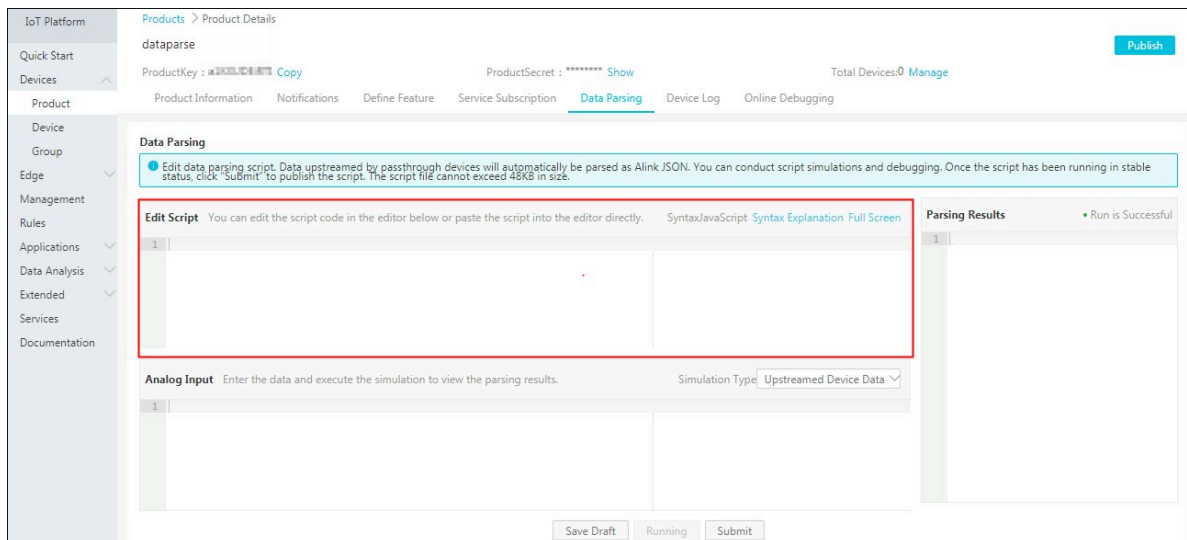 IoT Platform
Quick Start
Devices
Product
Device
Group
Edge
Management
Rules
Applications
Data Analysis
Extended
Services
Documentation
Products > Product Details
dataparse
Publish
ProductKey : Copy
ProductSecret : ******** Show
Total Devices:0 Manage
Product Information Notifications Define Feature Service Subscription Data Parsing Device Log Online Debugging
Data Parsing
Edit data parsing script. Data upstreamed by passthrough devices will automatically be parsed as Alink JSON. You can conduct script simulations and debugging. Once the script has been running in stable
status, click "Submit" to publish the script. The script file cannot exceed 48KB in size.
Edit Script You can edit the script code in the editor below or paste the script into the editor directly. SyntaxJavaScript Syntax Explanation Full Screen
1
Parsing Results Run is Successful
1
Analog Input Enter the data and execute the simulation to view the parsing results. Simulation Type Upstreamed Device Data
1
Save Draft Running Submit